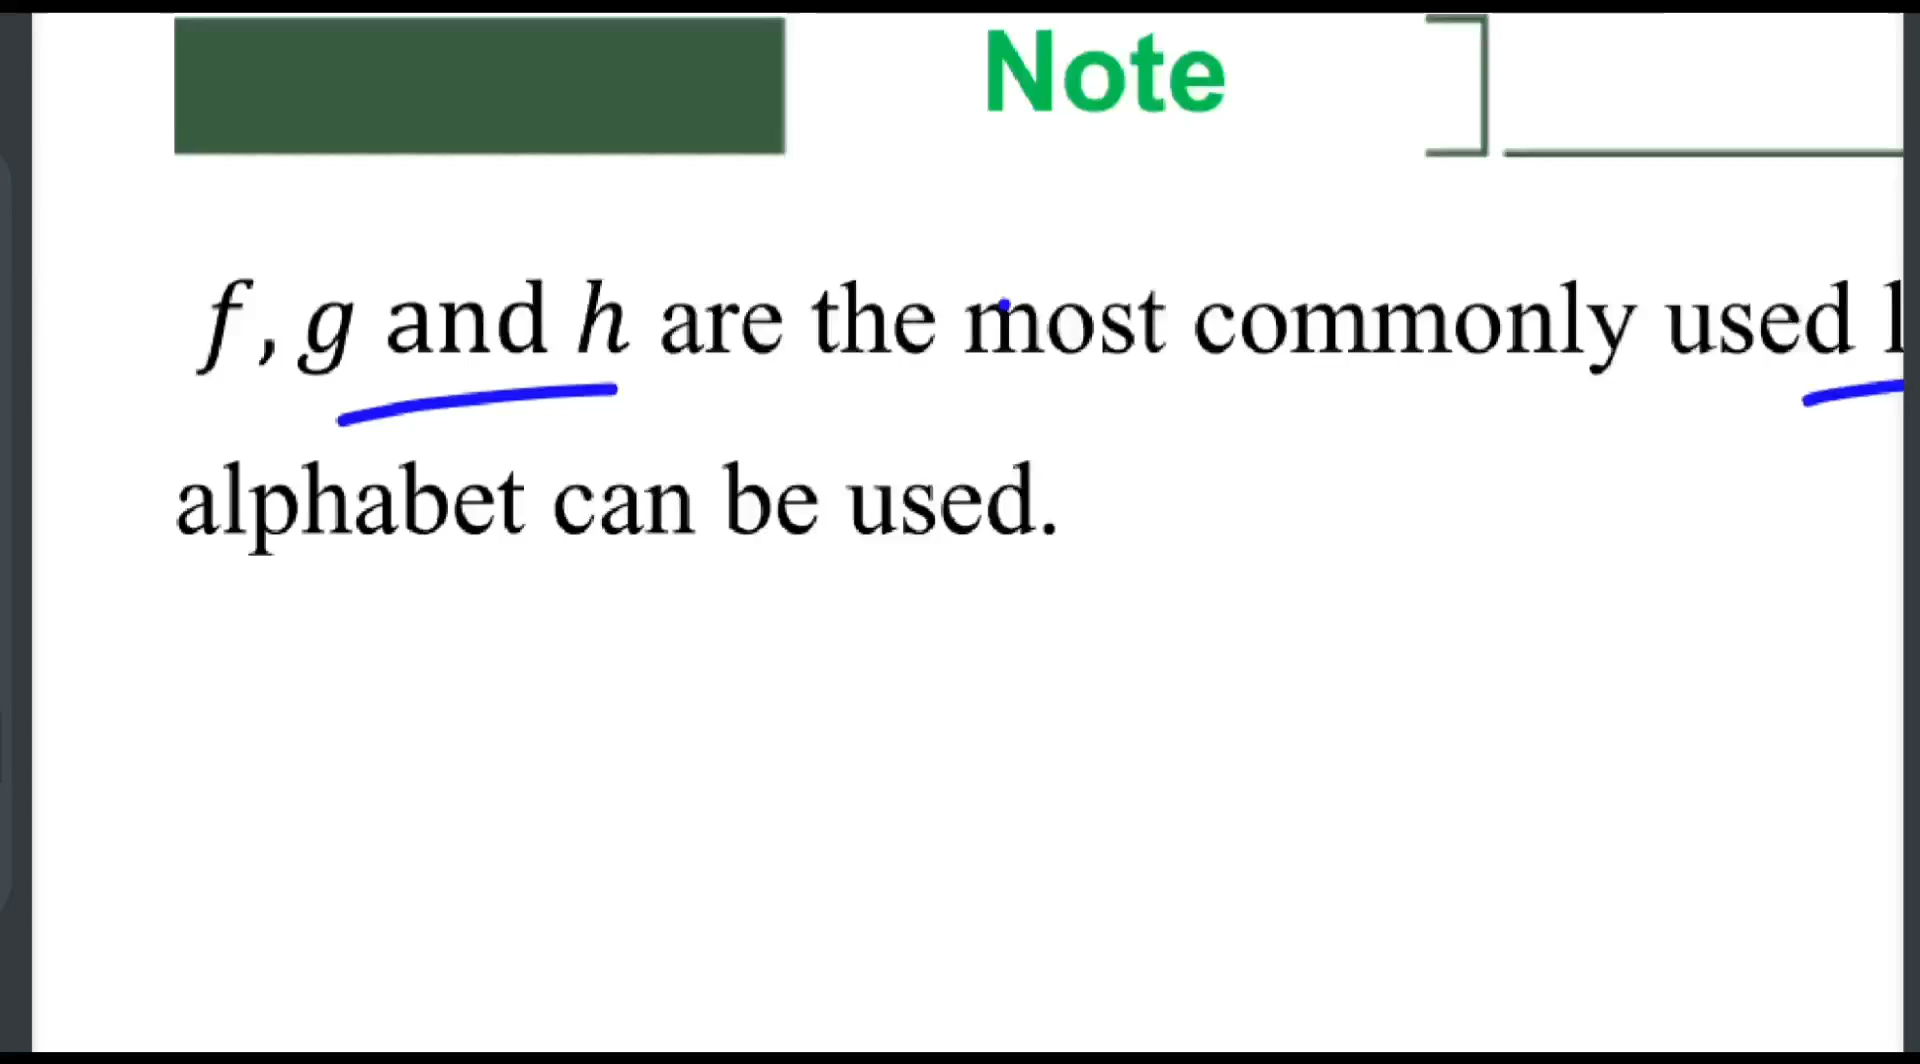 Note
f, g and h are the most commonly used
alphabet can be used.